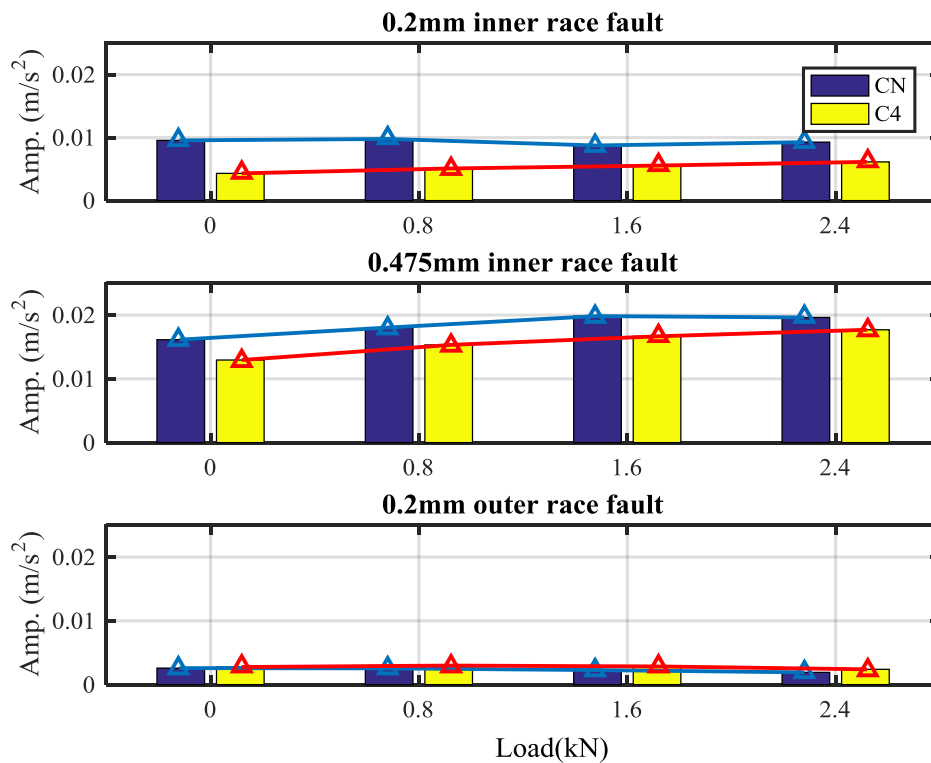 0.2mm inner race fault
Amp. (m/s²)
0.02
0.01
0
CN
C4
0 0.8 1.6 2.4
0.475mm inner race fault
Amp. (m/s²)
0.02
0.01
0
0 0.8 1.6 2.4
0.2mm outer race fault
Amp. (m/s²)
0.02
0.01
0
0 0.8 1.6 2.4
Load(kN)